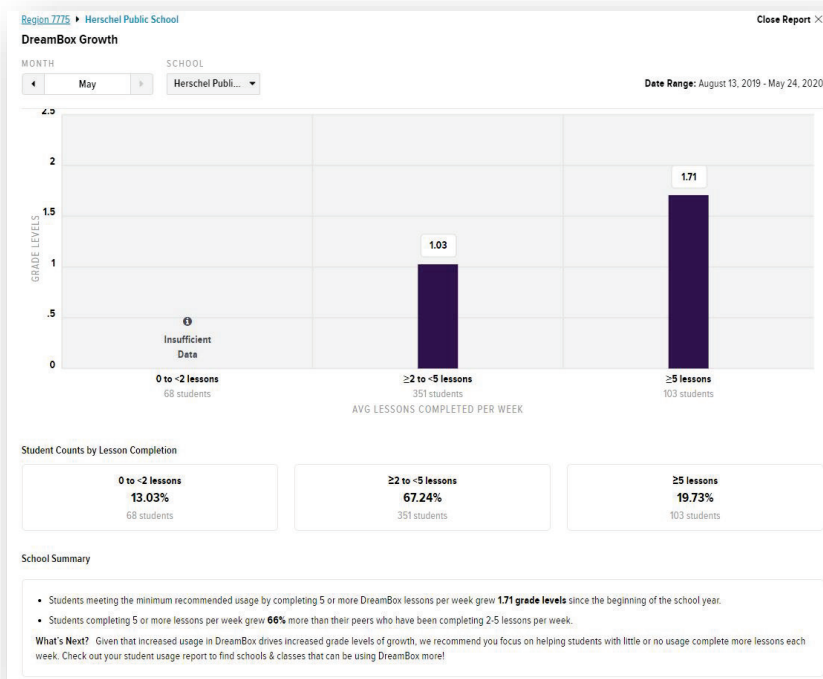 Region 7775 ▸ Herschel Public School
Close Report ×
DreamBox Growth
MONTH
SCHOOL
May
Herschel Publi...
Date Range: August 13, 2019 - May 24, 2020
2.5
2
1.5
1
.5
0
GRADE LEVELS
Insufficient
Data
1.03
1.71
0 to <2 lessons
≥2 to <5 lessons
≥5 lessons
68 students
351 students
103 students
AVG LESSONS COMPLETED PER WEEK
Student Counts by Lesson Completion
0 to <2 lessons
13.03%
68 students
≥2 to <5 lessons
67.24%
351 students
≥5 lessons
19.73%
103 students
School Summary
• Students meeting the minimum recommended usage by completing 5 or more DreamBox lessons per week grew 1.71 grade levels since the beginning of the school year.
• Students completing 5 or more lessons per week grew 66% more than their peers who have been completing 2-5 lessons per week.
What's Next? Given that increased usage in DreamBox drives increased grade levels of growth, we recommend you focus on helping students with little or no usage complete more lessons each
week. Check out your student usage report to find schools & classes that can be using DreamBox more!